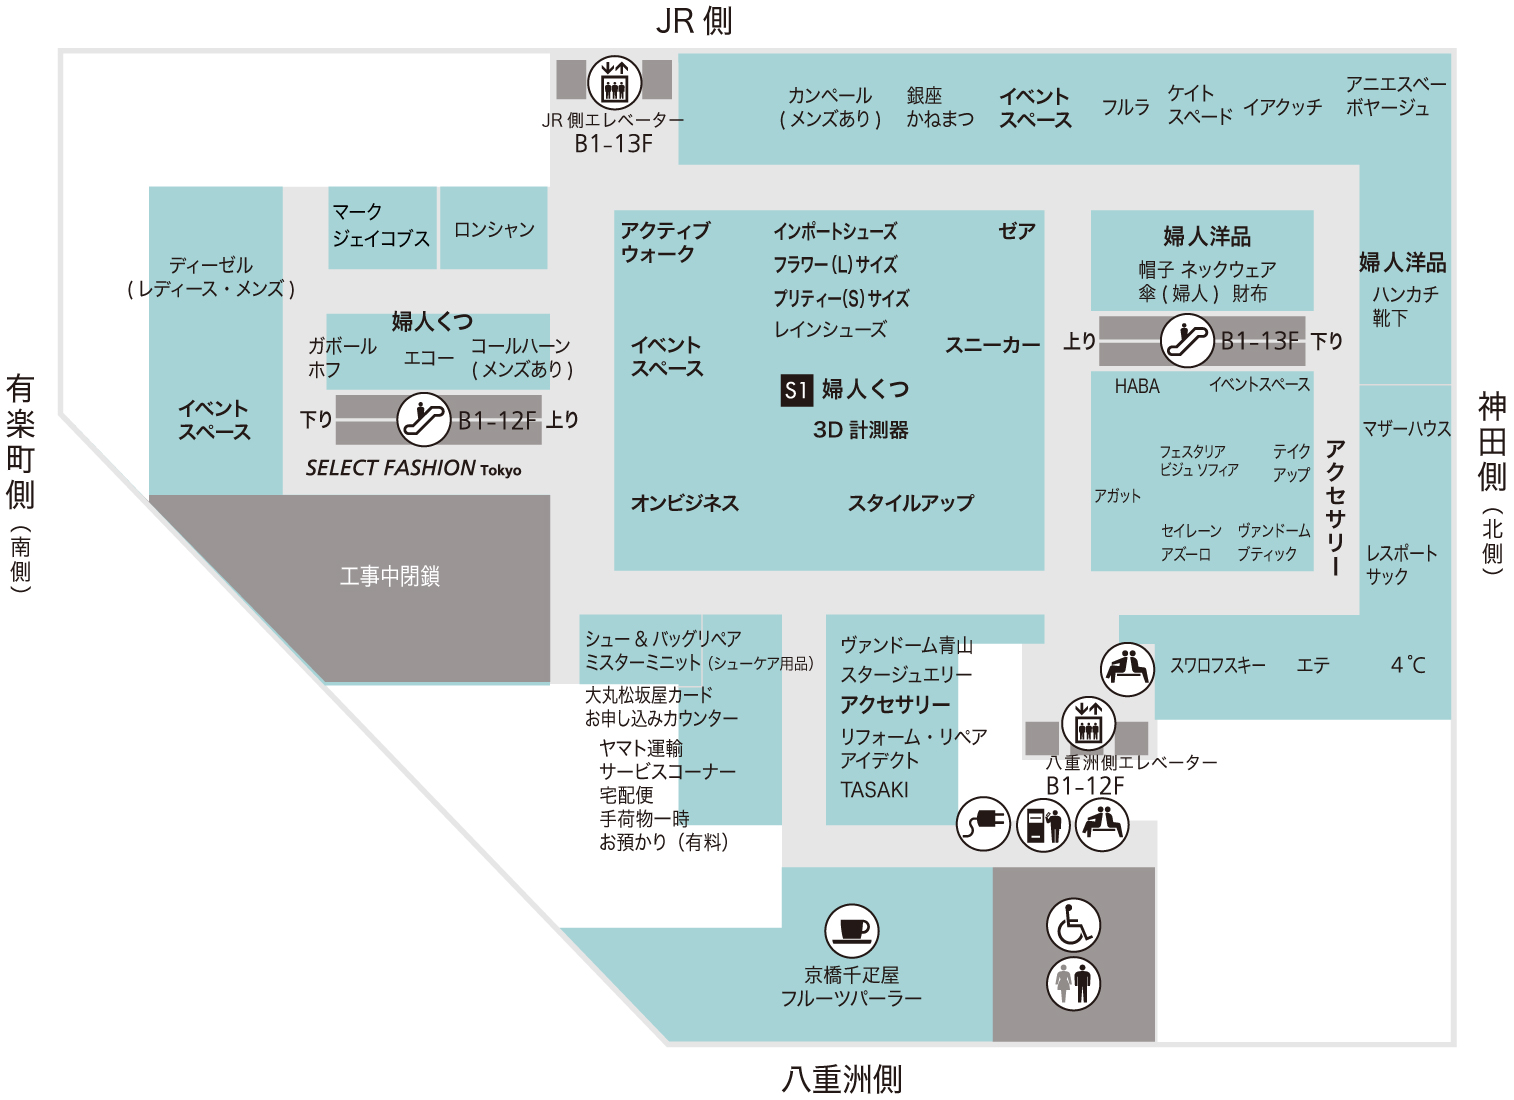 JR 側
JR 側エレベーター
B1-13F
カンペール
(メンズあり)
銀座
かねまつ
イベント
スペース
フルラ
ケイト
スペード
イアクッチ
アニエスベー
ボヤージュ
ディーゼル
(レディース・メンズ)
イベント
スペース
マーク
ジェイコブス
ロンシャン
婦人くつ
ガボール
ホフ
エコー
コールハーン
(メンズあり)
下り
B1-12F
上り
SELECT FASHION Tokyo
工事中閉鎖
アクティブ
ウォーク
インポートシューズ
フラワー(L)サイズ
プリティー(S)サイズ
レインシューズ
ゼア
イベント
スペース
スニーカー
S1 婦人くつ
3D 計測器
オンビジネス
スタイルアップ
婦人洋品
帽子 ネックウェア
傘(婦人) 財布
上り
B1-13F
下り
婦人洋品
ハンカチ
靴下
HABA
イベントスペース
フェスタリア
ビジュ ソフィア
テイク
アップ
アガット
セイレーン
アズーロ
ヴァンドーム
ブティック
アクセサリー
マザーハウス
レスポート
サック
有楽町側(南側)
神田側(北側)
シュー & バッグリペア
ミスターミニット(シューケア用品)
大丸松坂屋カード
お申し込みカウンター
ヤマト運輸
サービスコーナー
宅配便
手荷物一時
お預かり(有料)
ヴァンドーム青山
スタージュエリー
アクセサリー
リフォーム・リペア
アイデクト
TASAKI
スワロフスキー
エテ
4℃
八重洲側エレベーター
B1-12F
京橋千疋屋
フルーツパーラー
八重洲側